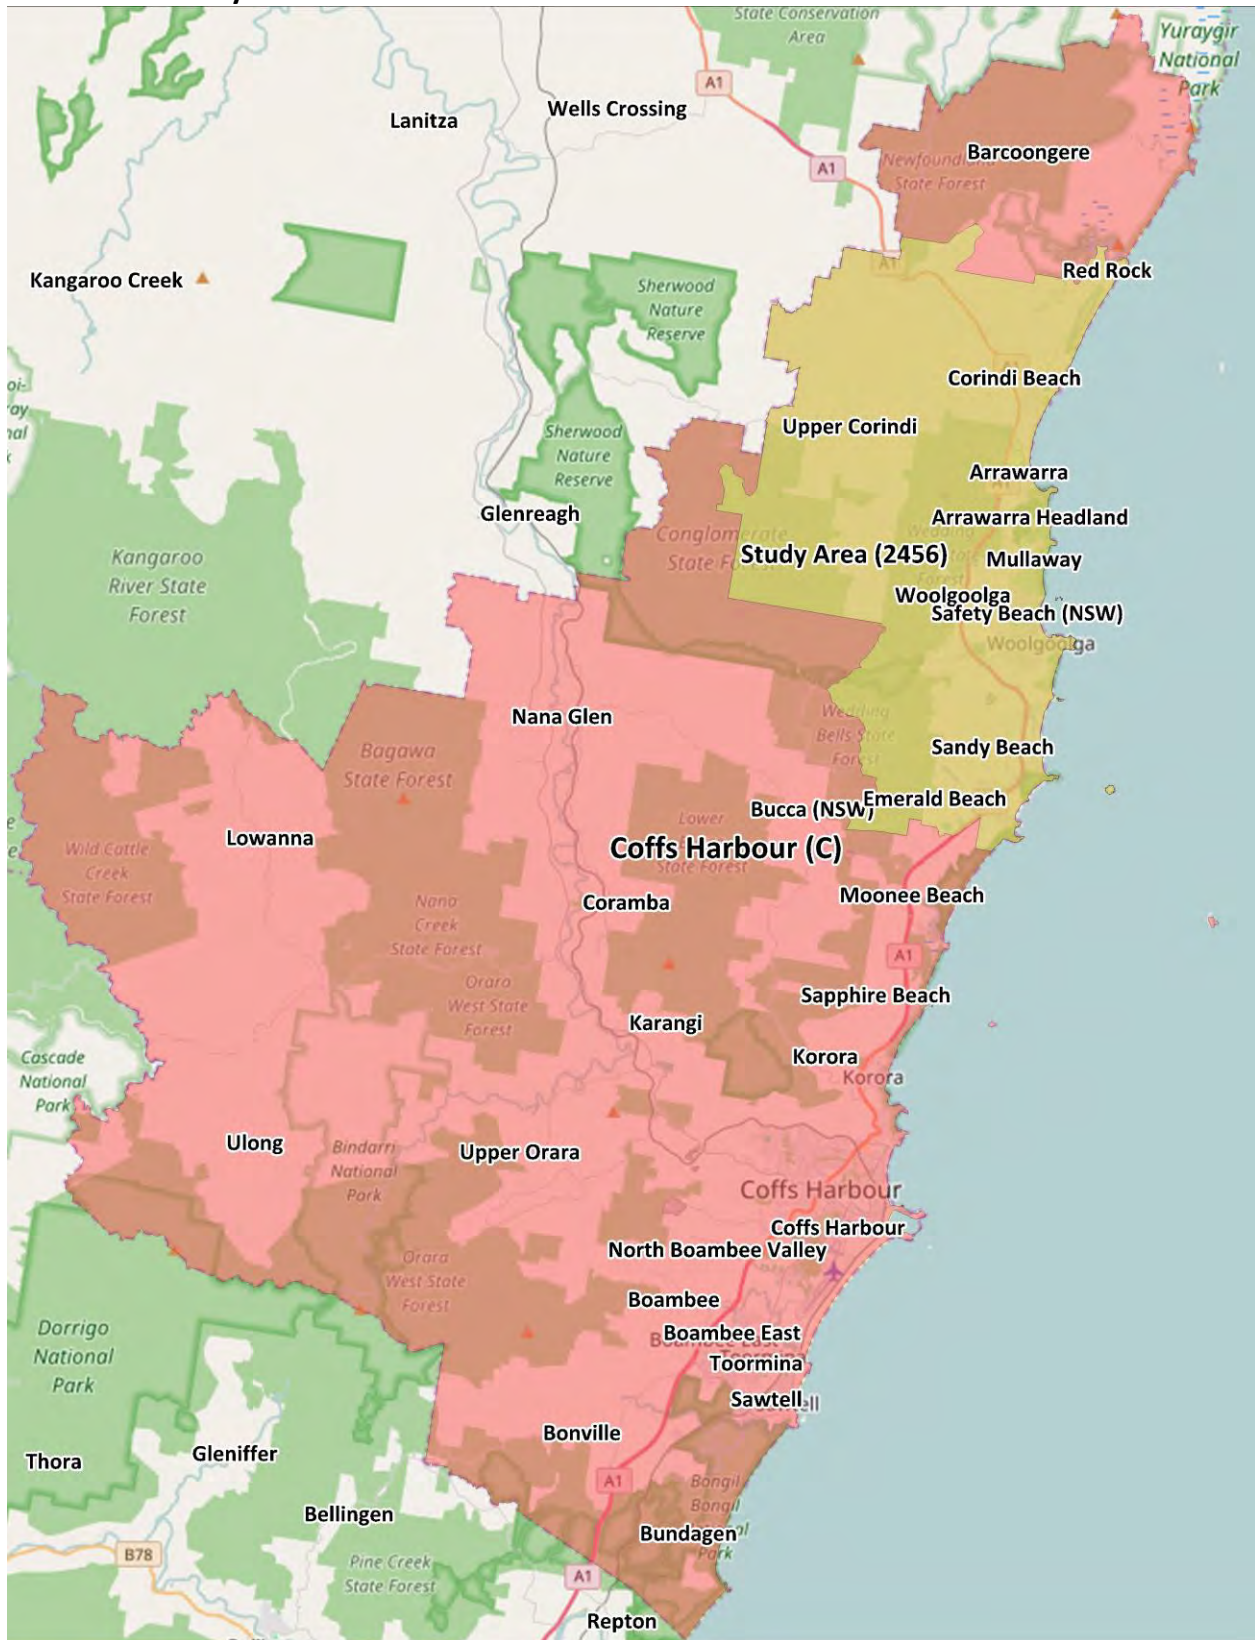 State Conservation
Area
Yuraygir
National
Park
A1
Wells Crossing
Lanitza
Barcoongere
Newfoundland
State Forest
A1
Kangaroo Creek
A1
Red Rock
Sherwood
Nature
Reserve
Corindi Beach
Upper Corindi
Sherwood
Nature
Reserve
Arrawarra
Glenreagh
Arrawarra Headland
Conglomerate
State Forest
Study Area (2456)
Mullaway
Kangaroo
River State
Forest
Woolgoolga
Safety Beach (NSW)
Woolgoolga
Nana Glen
Wedding
Bells State
Forest
Bagawa
State Forest
Sandy Beach
Emerald Beach
Bucca (NSW)
Lower
State Forest
Lowanna
Coffs Harbour (C)
Wild Cattle
Creek
State Forest
Moonee Beach
Coramba
Nana
Creek
State Forest
A1
Orara
West State
Forest
Sapphire Beach
Karangi
Korora
Korora
Cascade
National
Park
Ulong
Bindarri
National
Park
Upper Orara
Coffs Harbour
Coffs Harbour
North Boambee Valley
Orara
West State
Forest
Boambee
Boambee East
Toormina
Dorrigo
National
Park
Sawtell
Bonville
Gleniffer
Thora
A1
Bongil
Bongil
National
Park
Bellingen
Bundagen
B78
Pine Creek
State Forest
A1
Repton